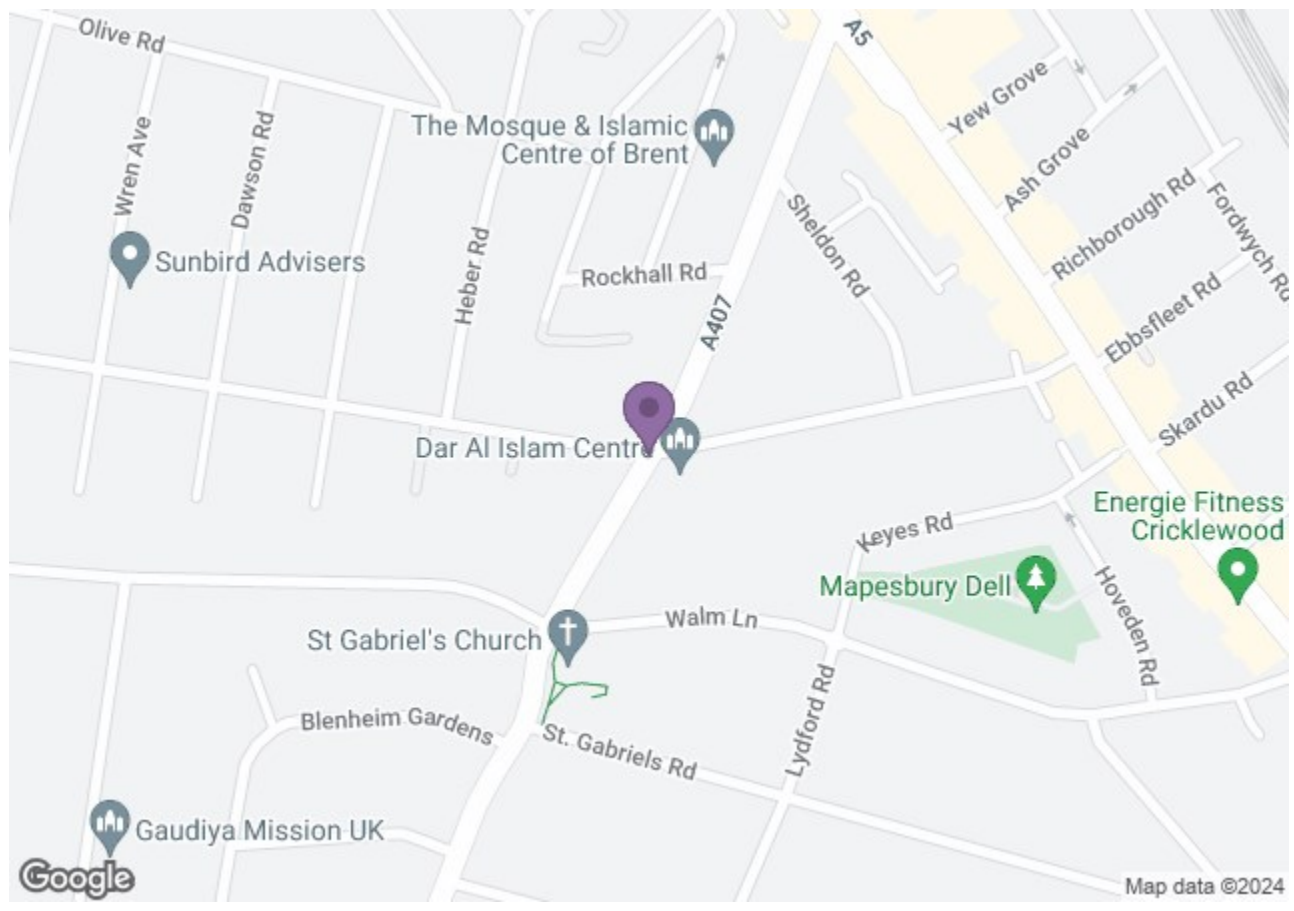 Olive Rd
A5
Yew Grove
The Mosque & Islamic
Centre of Brent
Ash Grove
Wren Ave
Dawson Rd
Richborough Rd
Fordwych Rd
Sheldon Rd
Sunbird Advisers
Heber Rd
Rockhall Rd
A407
Ebbsfleet Rd
Skardu Rd
Dar Al Islam Centre
Energie Fitness
Cricklewood
Keyes Rd
Mapesbury Dell
Hoveden Rd
Walm Ln
St Gabriel's Church
Lydford Rd
Blenheim Gardens
St. Gabriels Rd
Gaudiya Mission UK
Google
Map data ©2024